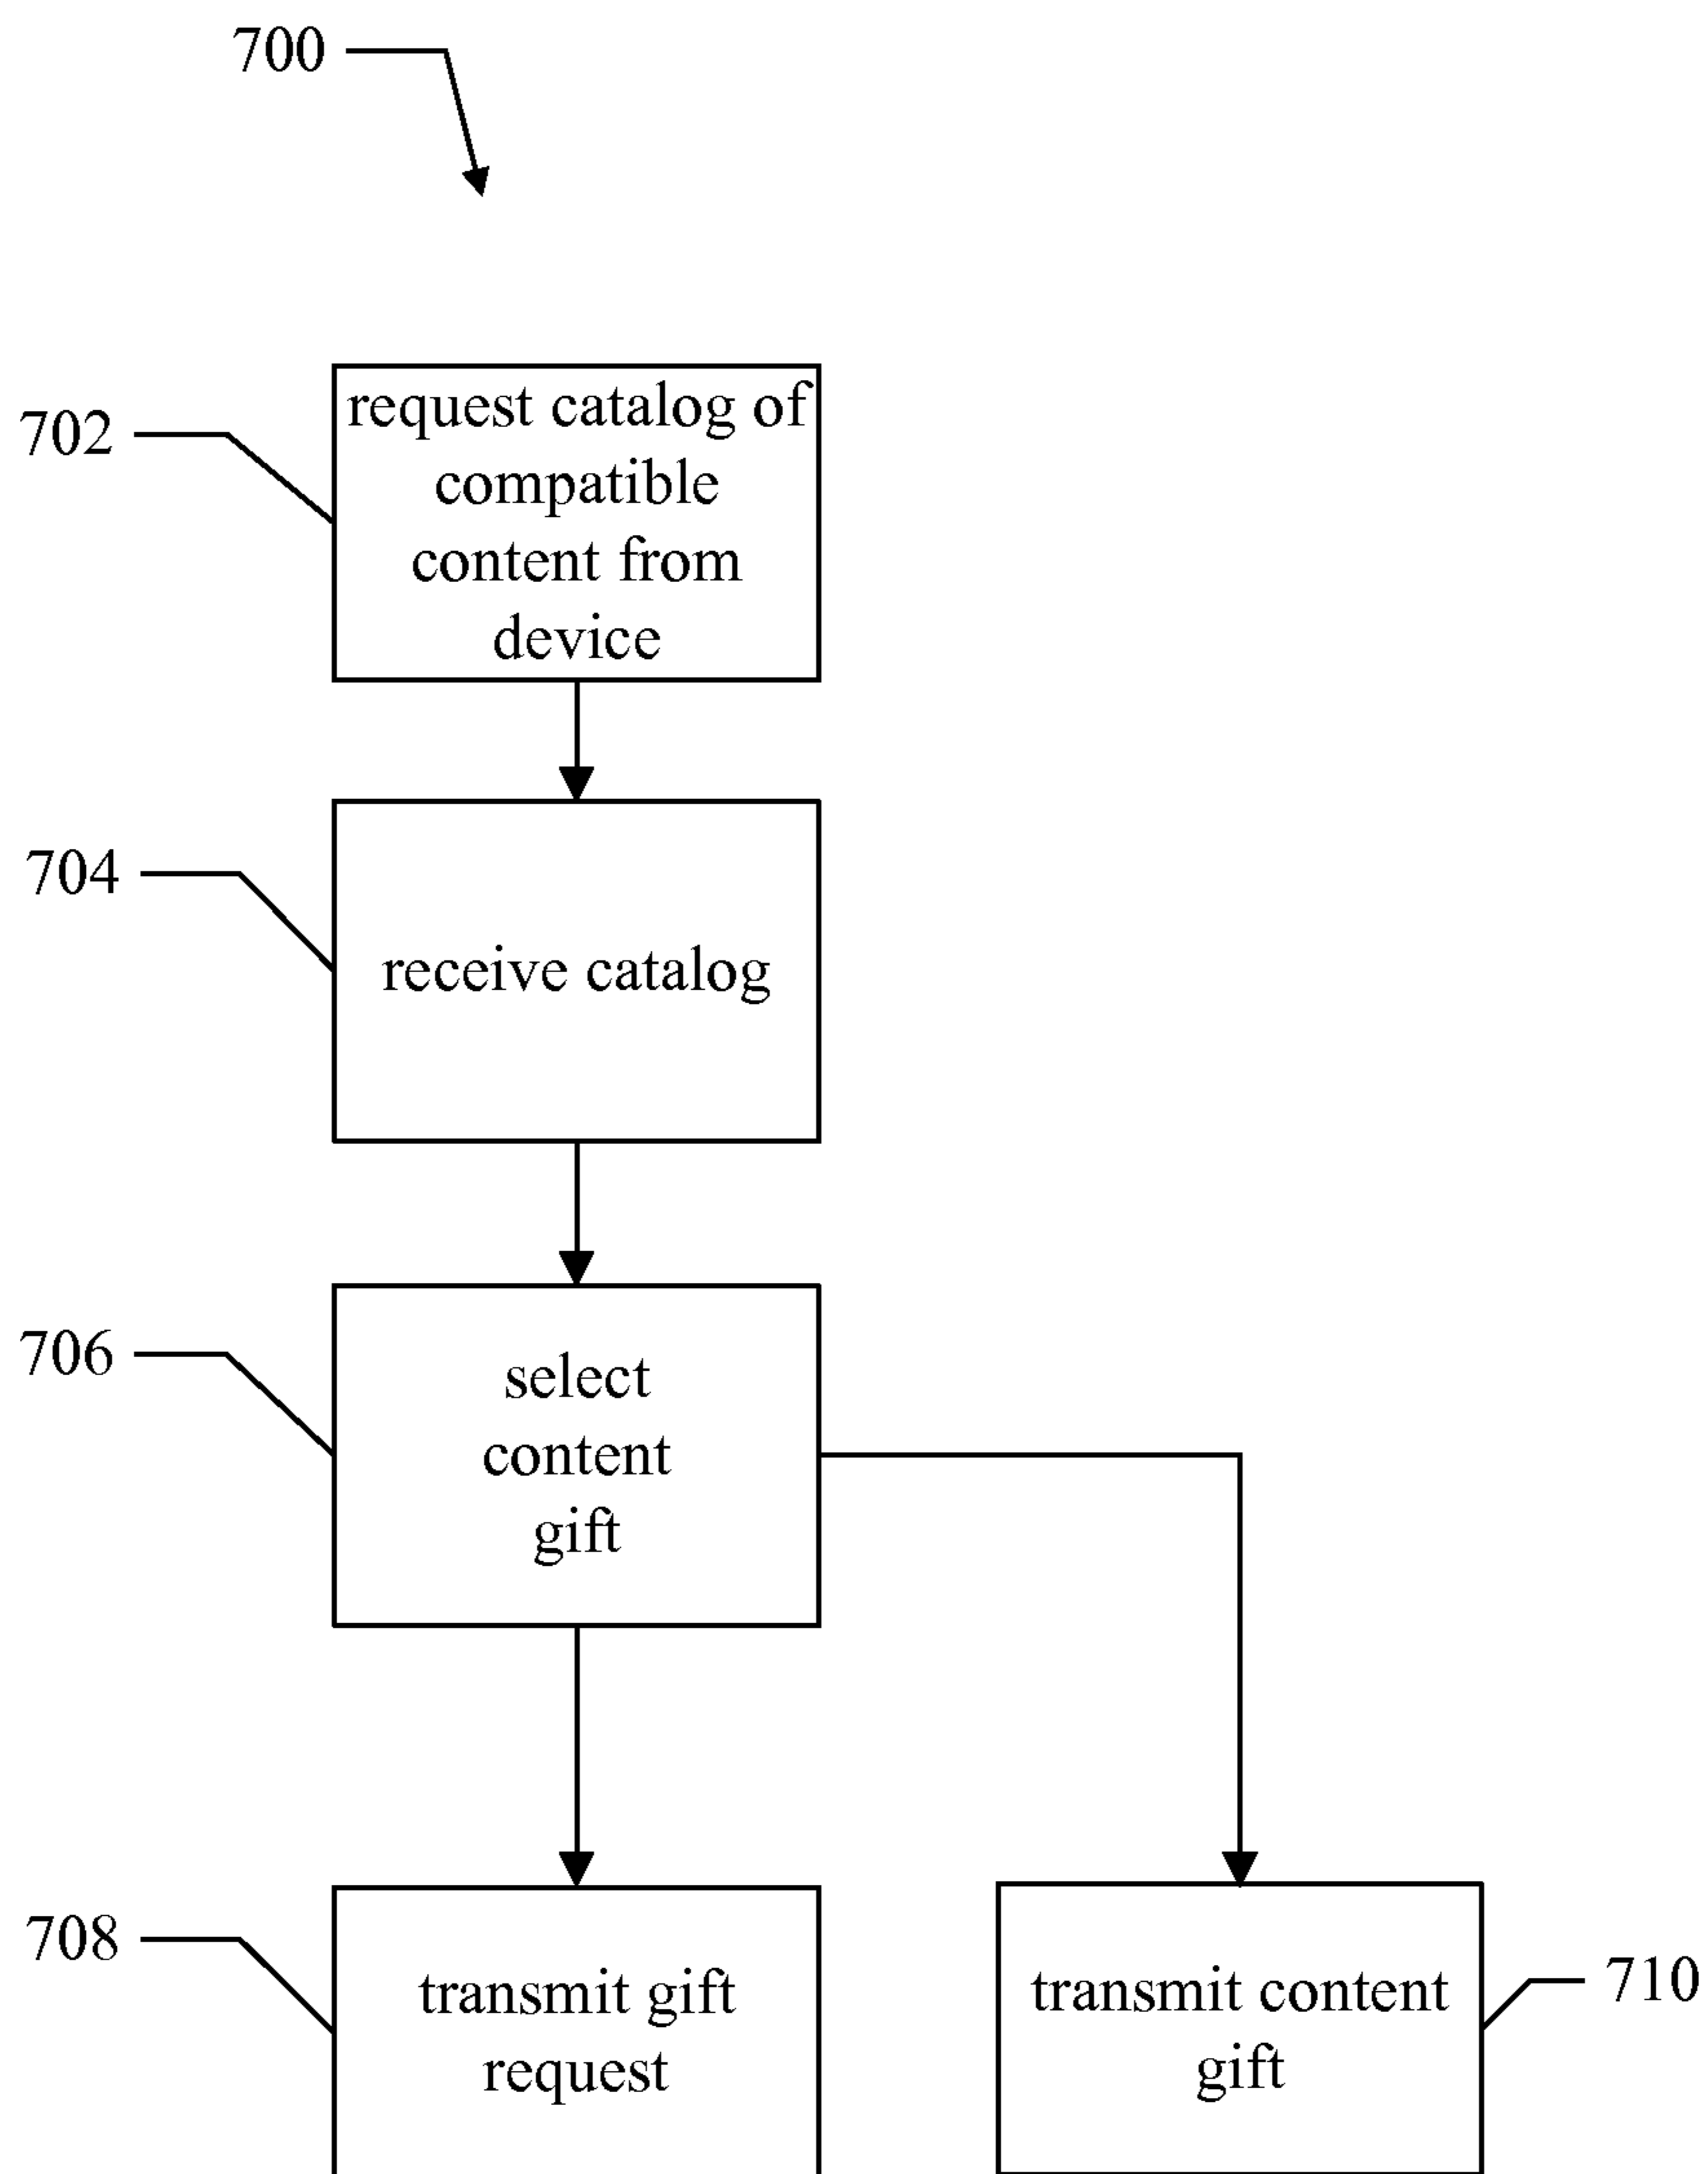 700
702
request catalog of
compatible
content from
device
704
receive catalog
706
select
content
gift
708
transmit gift
request
transmit content
gift
710